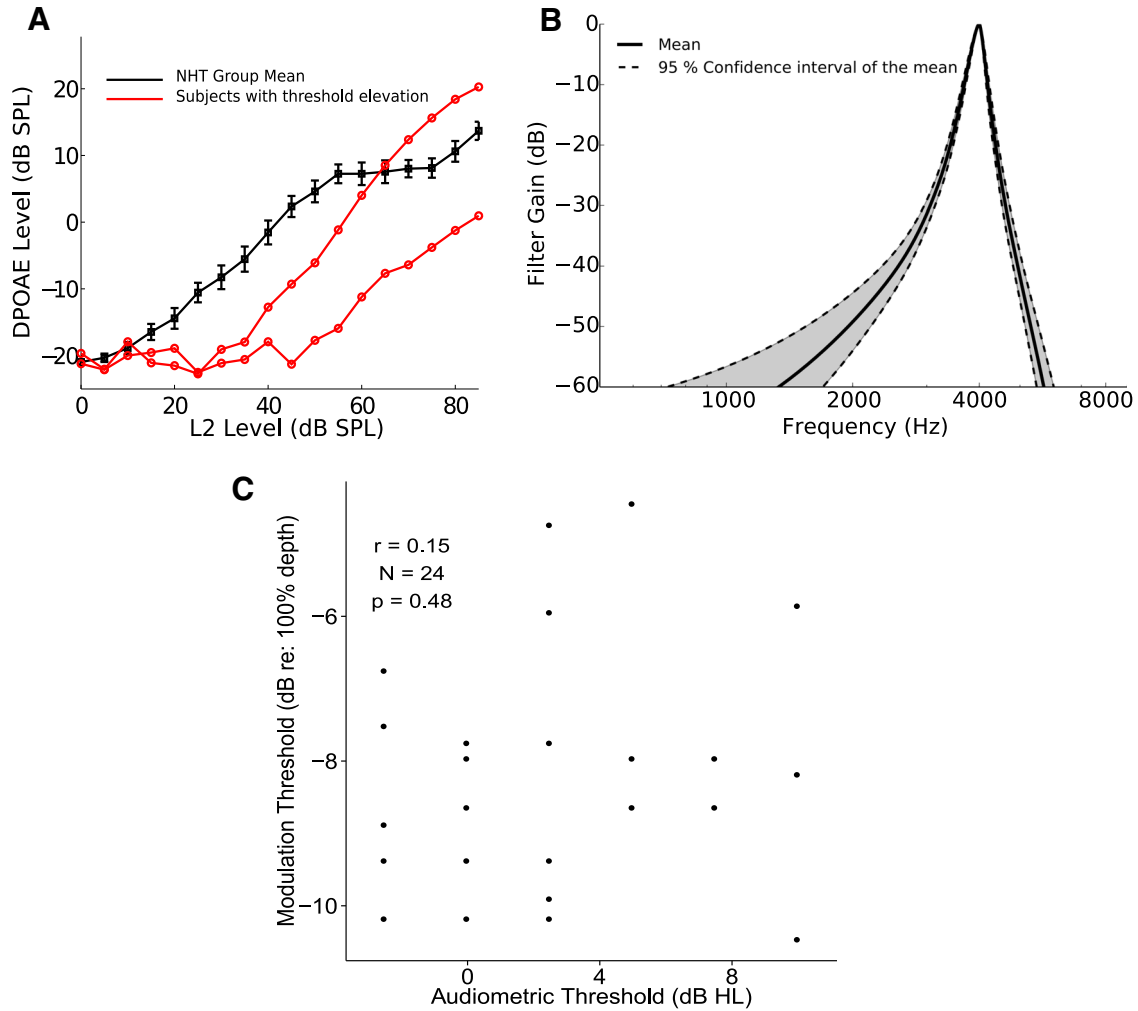 A
NHT Group Mean
Subjects with threshold elevation
DPOAE Level (dB SPL)
20
10
0
−10
−20
0
20
40
60
80
L2 Level (dB SPL)
B
Mean
95 % Confidence interval of the mean
Filter Gain (dB)
0
−10
−20
−30
−40
−50
−60
1000
2000
4000
8000
Frequency (Hz)
C
r = 0.15
N = 24
p = 0.48
Modulation Threshold (dB re: 100% depth)
−6
−8
−10
0
4
8
Audiometric Threshold (dB HL)